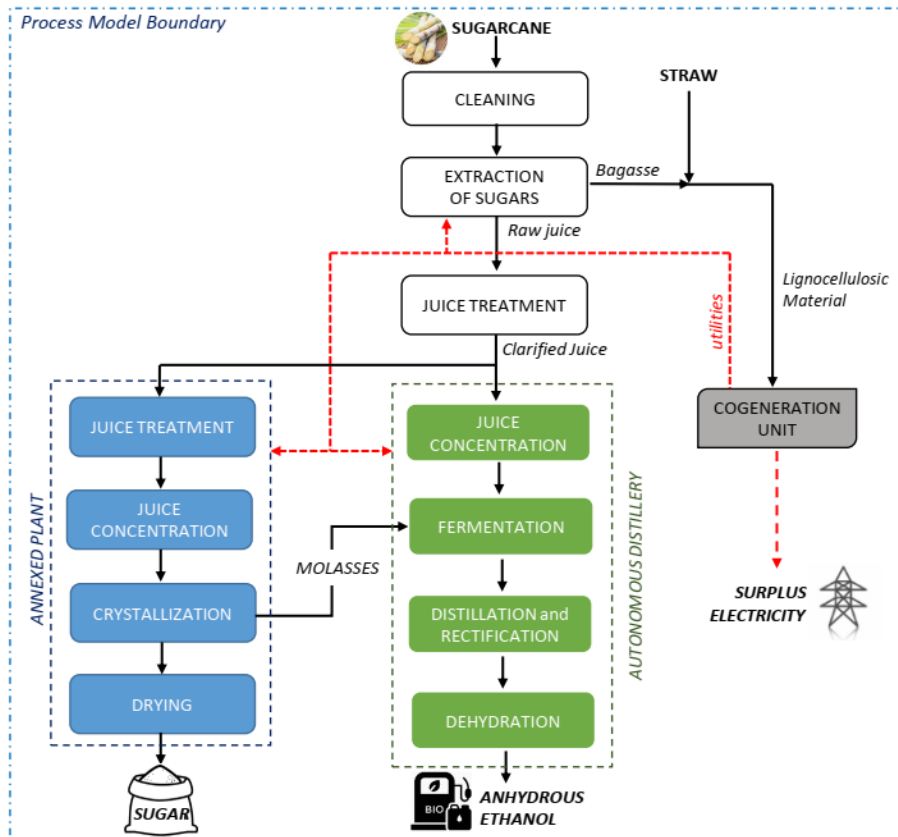 Process Model Boundary
SUGARCANE
STRAW
CLEANING
EXTRACTION
OF SUGARS
Bagasse
Raw juice
Lignocellulosic
Material
utilities
JUICE TREATMENT
Clarified Juice
COGENERATION
UNIT
SURPLUS
ELECTRICITY
ANNEXED PLANT
JUICE TREATMENT
JUICE
CONCENTRATION
CRYSTALLIZATION
DRYING
SUGAR
MOLASSES
AUTONOMOUS DISTILLERY
JUICE
CONCENTRATION
FERMENTATION
DISTILLATION and
RECTIFICATION
DEHYDRATION
BIO
ANHYDROUS
ETHANOL